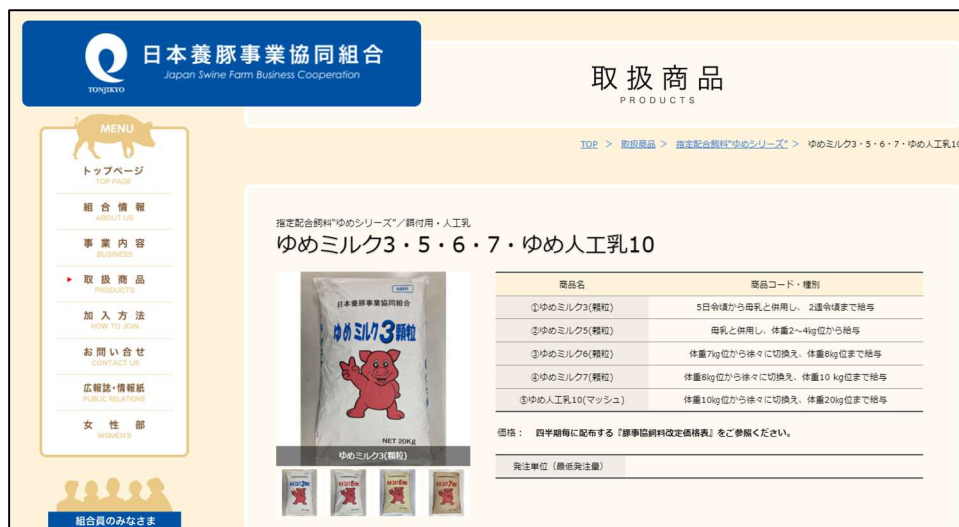 日本養豚事業協同組合
Japan Swine Farm Business Cooperation
TONJIKYO
取扱商品
PRODUCTS
TOP > 取扱商品 > 指定配合飼料"ゆめシリーズ" > ゆめミルク3・5・6・7・ゆめ人工乳10
MENU
トップページ
TOP PAGE
組合情報
ABOUT US
事業内容
BUSINESS
取扱商品
PRODUCTS
加入方法
HOW TO JOIN
お問い合せ
CONTACT US
広報誌・情報紙
PUBLIC RELATIONS
女性部
WOMEN'S
組合員のみなさま
指定配合飼料"ゆめシリーズ"／餌付用・人工乳
ゆめミルク3・5・6・7・ゆめ人工乳10
日本養豚事業協同組合
ゆめミルク3顆粒
NET 20Kg
ゆめミルク3(顆粒)
商品名 商品コード・種別
①ゆめミルク3(顆粒) 5日令頃から母乳と併用し、 2週令頃まで給与
②ゆめミルク5(顆粒) 母乳と併用し、体重2～4kg位から給与
③ゆめミルク6(顆粒) 体重7kg位から徐々に切換え、体重8kg位まで給与
④ゆめミルク7(顆粒) 体重8kg位から徐々に切換え、体重10 kg位まで給与
⑤ゆめ人工乳10(マッシュ) 体重10kg位から徐々に切換え、体重20kg位まで給与
価格： 四半期毎に配布する『豚事協飼料改定価格表』をご参照ください。
発注単位（最低発注量）